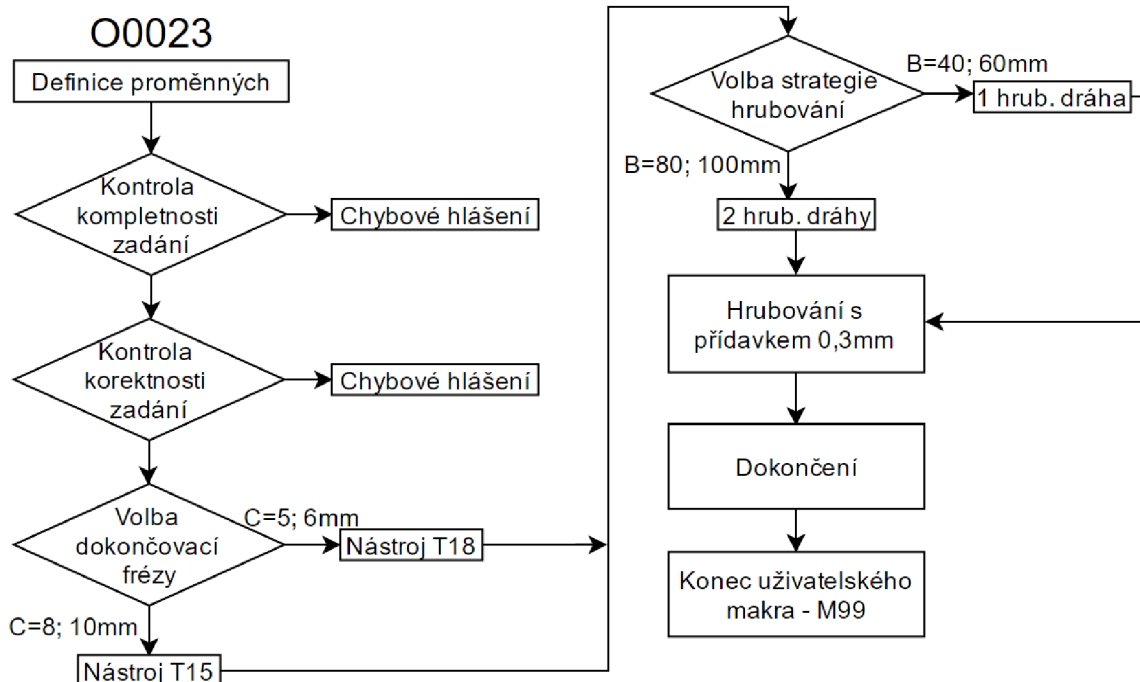 O0023
Definice proměnných
Kontrola
kompletnosti
zadání
Chybové hlášení
Kontrola
korektnosti
zadání
Chybové hlášení
Volba
dokončovací
frézy
C=5; 6mm
Nástroj T18
C=8; 10mm
Nástroj T15
Volba strategie
hrubování
B=40; 60mm
1 hrub. dráha
B=80; 100mm
2 hrub. dráhy
Hrubování s
přídavkem 0,3mm
Dokončení
Konec uživatelského
makra - M99